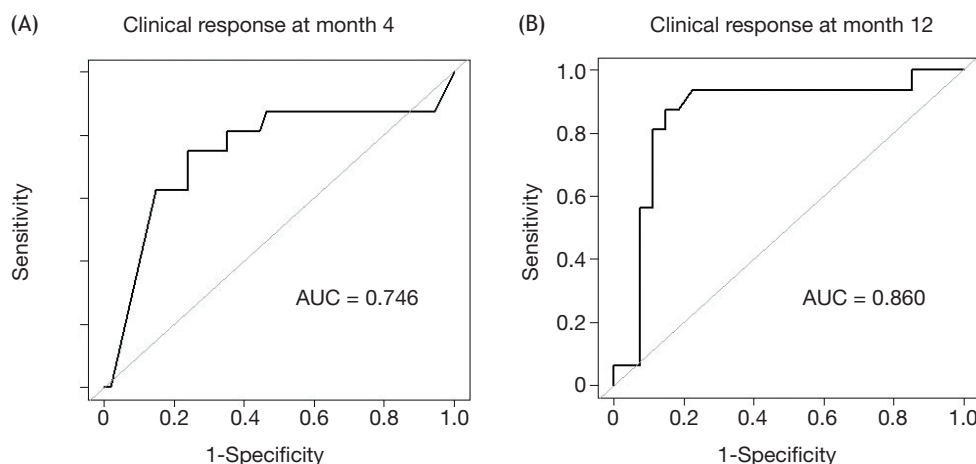 (A) Clinical response at month 4
Sensitivity
AUC = 0.746
0 0.2 0.4 0.6 0.8 1.0
1-Specificity
(B) Clinical response at month 12
1.0
0.8
0.6
0.4
0.2
0
Sensitivity
AUC = 0.860
0 0.2 0.4 0.6 0.8 1.0
1-Specificity